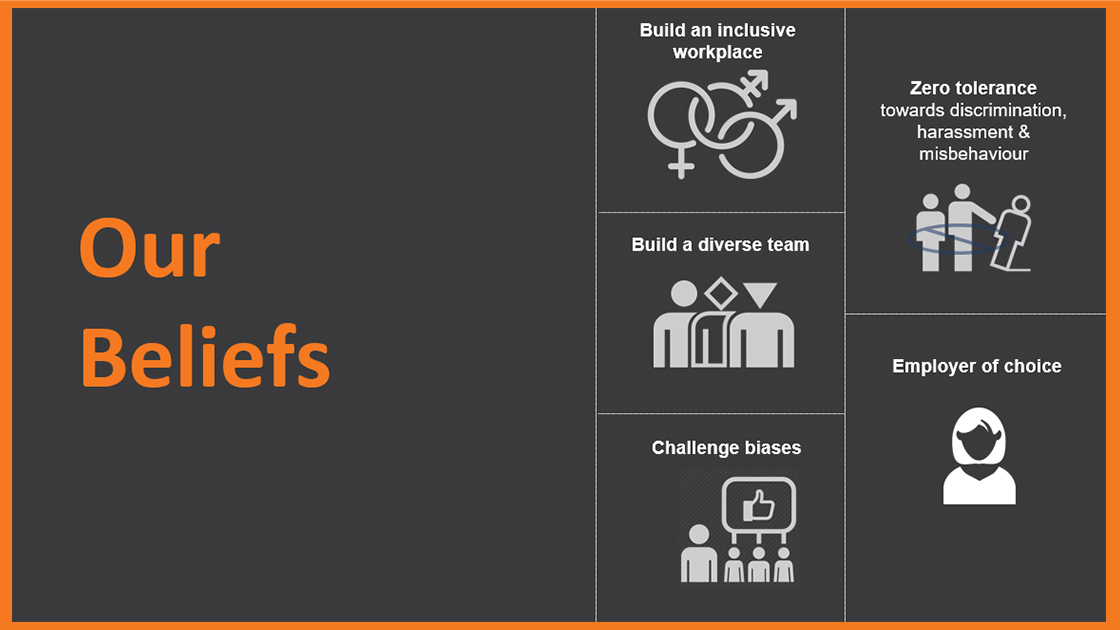 Our
Beliefs
Build an inclusive
workplace
Build a diverse team
Challenge biases
Zero tolerance
towards discrimination,
harassment &
misbehaviour
Employer of choice